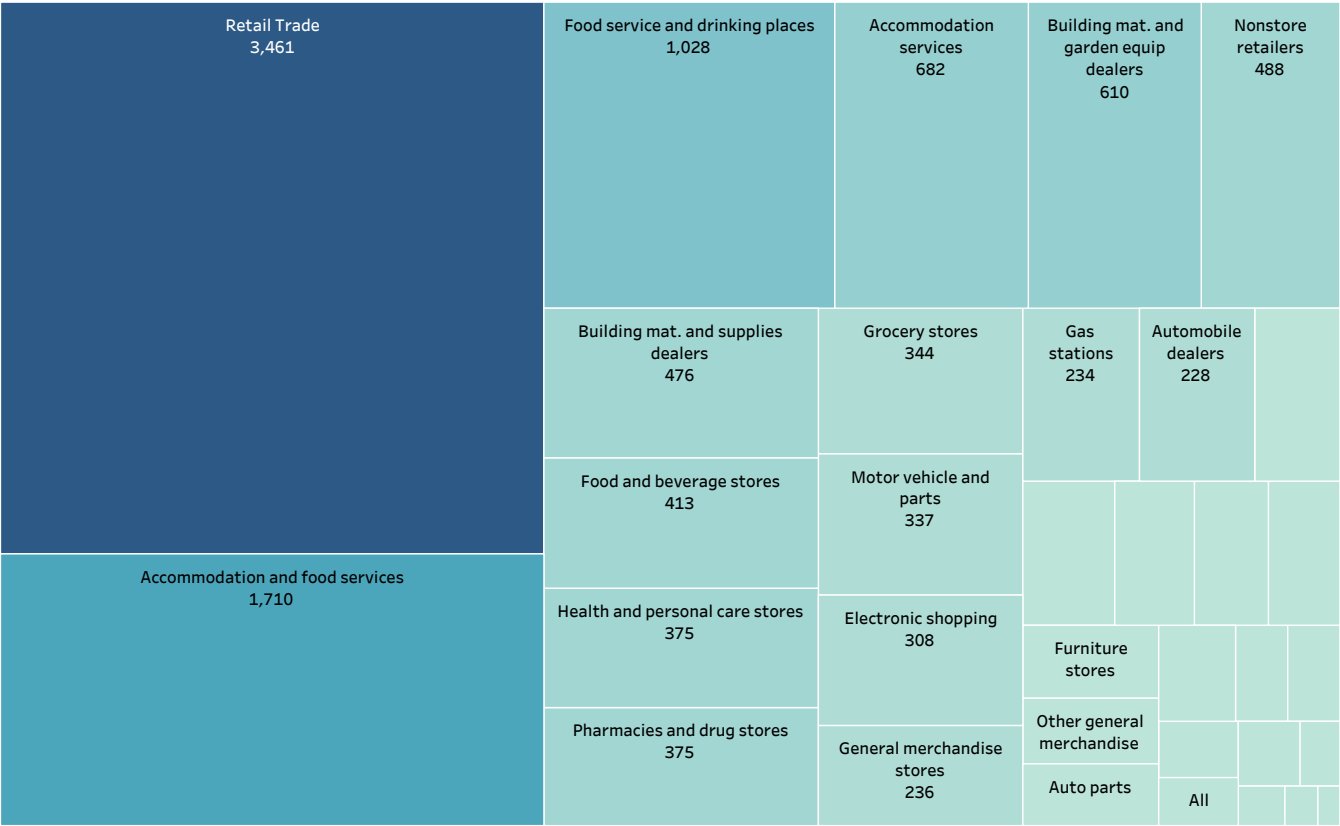 Retail Trade
3,461
Accommodation and food services
1,710
Food service and drinking places
1,028
Accommodation
services
682
Building mat. and
garden equip
dealers
610
Nonstore
retailers
488
Building mat. and supplies
dealers
476
Food and beverage stores
413
Health and personal care stores
375
Pharmacies and drug stores
375
Grocery stores
344
Motor vehicle and
parts
337
Electronic shopping
308
General merchandise
stores
236
Gas
stations
234
Automobile
dealers
228
Furniture
stores
Other general
merchandise
Auto parts
All